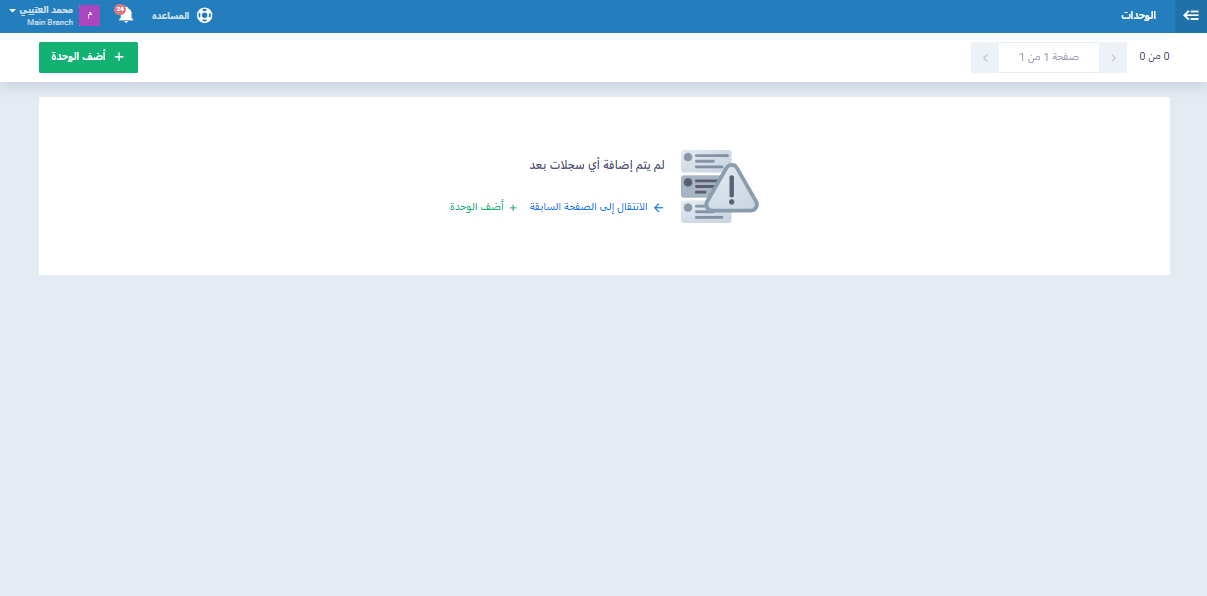 الوحدات
المساعدة
24
م
محمد العتيبي
Main Branch
0 من 0
صفحة 1 من 1
+ أضف الوحدة
لم يتم إضافة أي سجلات بعد
الانتقال إلى الصفحة السابقة
+ أضف الوحدة